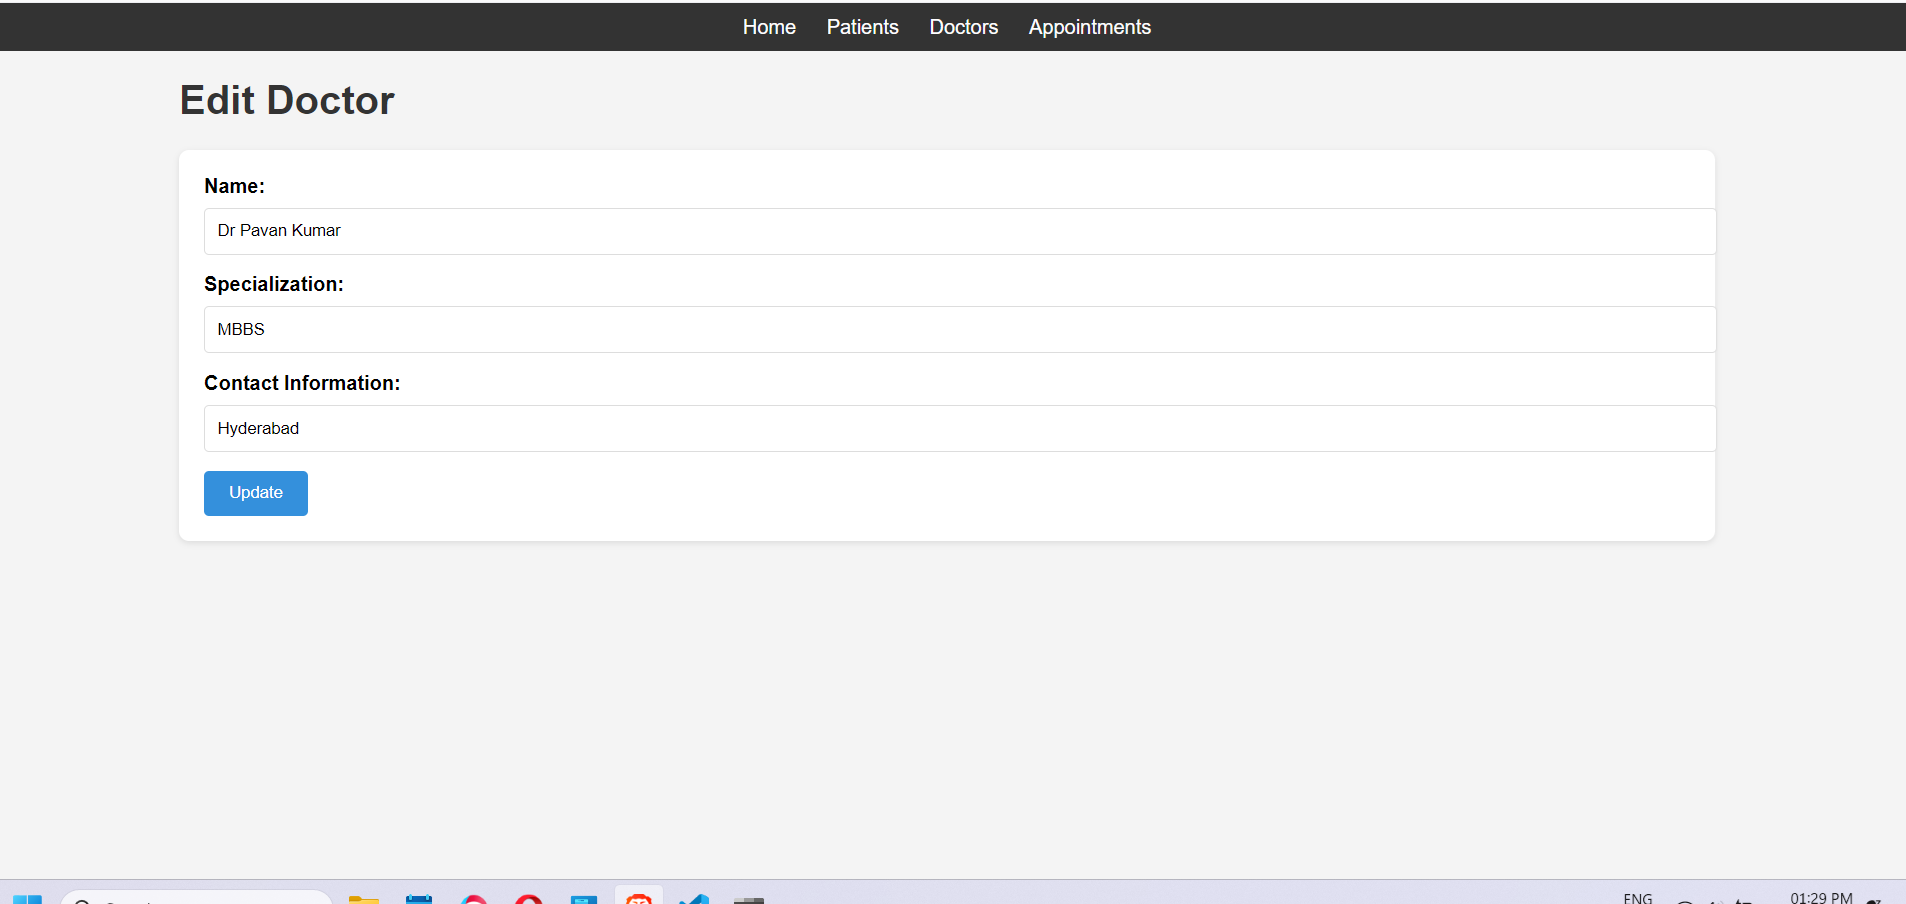 Home Patients Doctors Appointments
Edit Doctor
Name:
Dr Pavan Kumar
Specialization:
MBBS
Contact Information:
Hyderabad
Update
ENG
01:29 PM